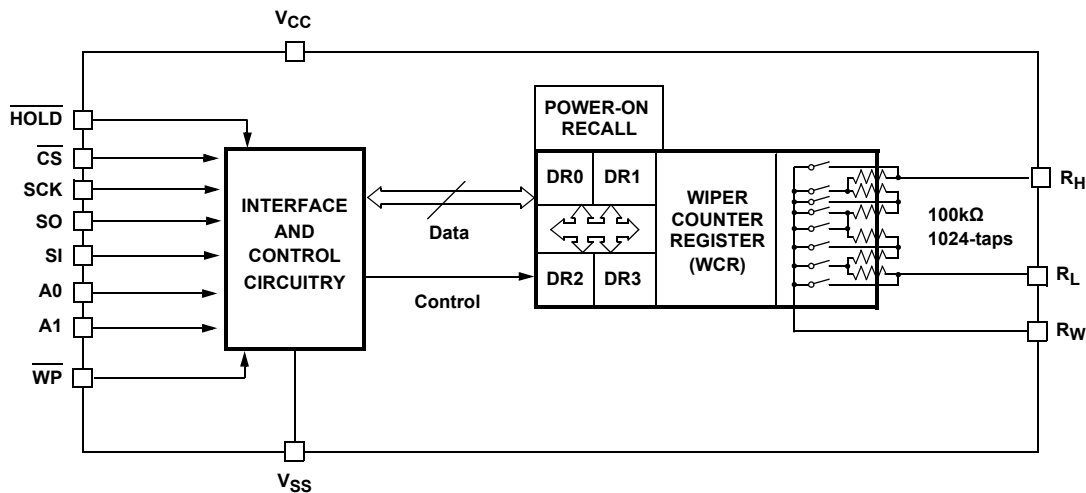 VCC
HOLD
CS
SCK
SO
SI
A0
A1
WP
VSS
INTERFACE
AND
CONTROL
CIRCUITRY
Data
Control
POWER-ON
RECALL
DR0 DR1
DR2 DR3
WIPER
COUNTER
REGISTER
(WCR)
100kΩ
1024-taps
RH
RL
RW